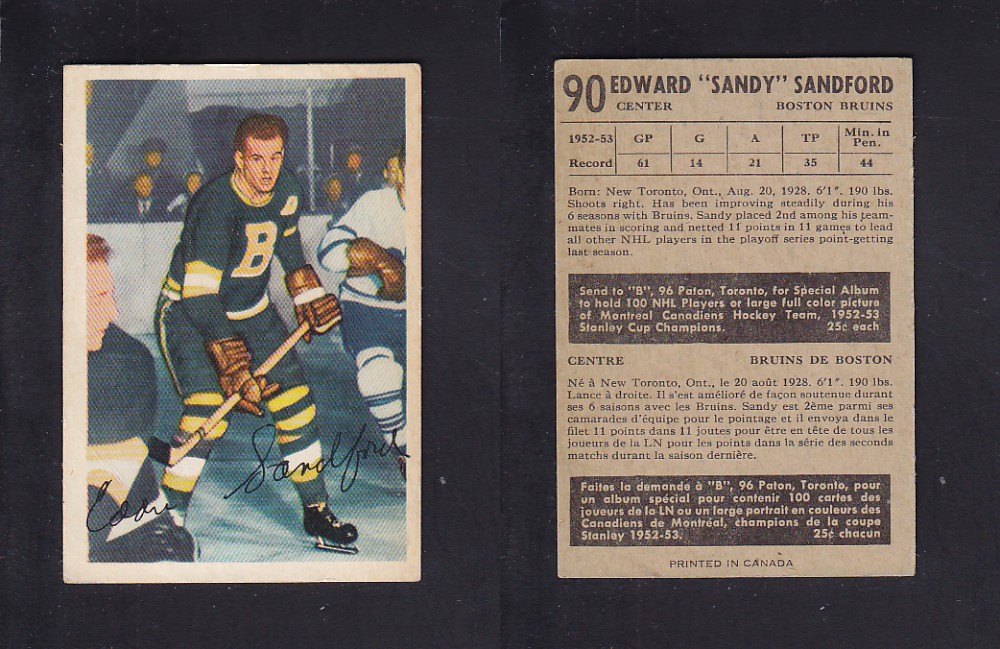 B
A
Eddie Sandford
90 EDWARD "SANDY" SANDFORD
CENTER BOSTON BRUINS
1952-53 GP G A TP Min. in Pen.
Record 61 14 21 35 44
Born: New Toronto, Ont., Aug. 20, 1928. 6'1". 190 lbs.
Shoots right. Has been improving steadily during his
6 seasons with Bruins. Sandy placed 2nd among his team-
mates in scoring and netted 11 points in 11 games to lead
all other NHL players in the playoff series point-getting
last season.
Send to "B", 96 Paton, Toronto, for Special Album
to hold 100 NHL Players or large full color picture
of Montreal Canadiens Hockey Team, 1952-53
Stanley Cup Champions. 25¢ each
CENTRE BRUINS DE BOSTON
Né à New Toronto, Ont., le 20 août 1928. 6'1". 190 lbs.
Lance à droite. Il s'est amélioré de façon soutenue durant
ses 6 saisons avec les Bruins. Sandy est 2ème parmi ses
camarades d'équipe pour le pointage et il envoya dans le
filet 11 points dans 11 joutes pour être en tête de tous les
joueurs de la LN pour les points dans la série des seconds
matchs durant la saison dernière.
Faites la demande à "B", 96 Paton, Toronto, pour
un album spécial pour contenir 100 cartes des
joueurs de la LN ou un large portrait en couleurs des
Canadiens de Montréal, champions de la coupe
Stanley 1952-53. 25¢ chacun
PRINTED IN CANADA